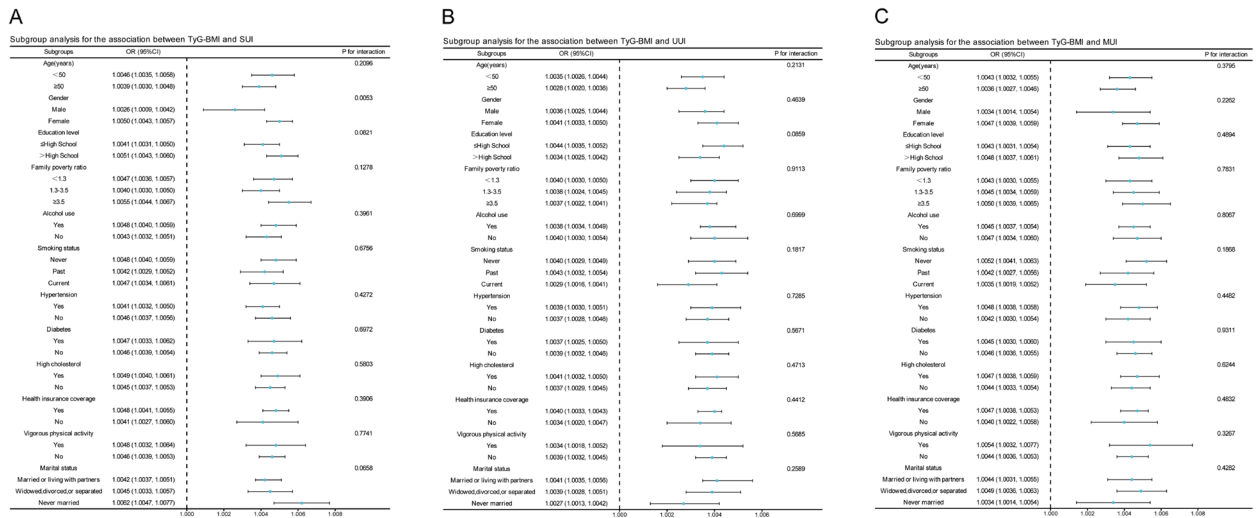 A
Subgroup analysis for the association between TyG-BMI and SUI
Subgroups OR (95%CI) P for interaction
Age(years) 0.2096
<50 1.0046 (1.0035, 1.0058)
≥50 1.0039 (1.0030, 1.0048)
Gender 0.0053
Male 1.0026 (1.0009, 1.0042)
Female 1.0050 (1.0043, 1.0057)
Education level 0.0821
≤High School 1.0041 (1.0031, 1.0050)
>High School 1.0051 (1.0043, 1.0060)
Family poverty ratio 0.1278
<1.3 1.0047 (1.0036, 1.0057)
1.3-3.5 1.0040 (1.0030, 1.0050)
≥3.5 1.0055 (1.0044, 1.0067)
Alcohol use 0.3961
Yes 1.0048 (1.0040, 1.0059)
No 1.0043 (1.0032, 1.0051)
Smoking status 0.6756
Never 1.0048 (1.0040, 1.0059)
Past 1.0042 (1.0029, 1.0052)
Current 1.0047 (1.0034, 1.0061)
Hypertension 0.4272
Yes 1.0041 (1.0032, 1.0050)
No 1.0046 (1.0037, 1.0056)
Diabetes 0.6972
Yes 1.0047 (1.0033, 1.0062)
No 1.0046 (1.0039, 1.0054)
High cholesterol 0.5803
Yes 1.0049 (1.0040, 1.0061)
No 1.0045 (1.0037, 1.0053)
Health insurance coverage 0.3906
Yes 1.0048 (1.0041, 1.0055)
No 1.0041 (1.0027, 1.0060)
Vigorous physical activity 0.7741
Yes 1.0048 (1.0032, 1.0064)
No 1.0046 (1.0039, 1.0053)
Marital status 0.0658
Married or living with partners 1.0042 (1.0037, 1.0051)
Widowed,divorced,or separated 1.0045 (1.0033, 1.0057)
Never married 1.0062 (1.0047, 1.0077)
1.000 1.002 1.004 1.006 1.008
B
Subgroup analysis for the association between TyG-BMI and UUI
Subgroups OR (95%CI) P for interaction
Age(years) 0.2131
<50 1.0035 (1.0026, 1.0044)
≥50 1.0028 (1.0020, 1.0036)
Gender 0.4639
Male 1.0036 (1.0025, 1.0044)
Female 1.0041 (1.0033, 1.0050)
Education level 0.0859
≤High School 1.0044 (1.0035, 1.0052)
>High School 1.0034 (1.0025, 1.0042)
Family poverty ratio 0.9113
<1.3 1.0040 (1.0030, 1.0050)
1.3-3.5 1.0038 (1.0024, 1.0045)
≥3.5 1.0037 (1.0022, 1.0041)
Alcohol use 0.6999
Yes 1.0038 (1.0034, 1.0049)
No 1.0040 (1.0030, 1.0054)
Smoking status 0.1817
Never 1.0040 (1.0029, 1.0049)
Past 1.0043 (1.0032, 1.0054)
Current 1.0029 (1.0016, 1.0041)
Hypertension 0.7285
Yes 1.0039 (1.0030, 1.0051)
No 1.0037 (1.0028, 1.0046)
Diabetes 0.5671
Yes 1.0037 (1.0025, 1.0050)
No 1.0039 (1.0032, 1.0046)
High cholesterol 0.4713
Yes 1.0041 (1.0032, 1.0050)
No 1.0037 (1.0029, 1.0045)
Health insurance coverage 0.4412
Yes 1.0040 (1.0033, 1.0043)
No 1.0034 (1.0020, 1.0047)
Vigorous physical activity 0.5685
Yes 1.0034 (1.0018, 1.0052)
No 1.0039 (1.0032, 1.0045)
Marital status 0.2589
Married or living with partners 1.0041 (1.0035, 1.0056)
Widowed,divorced,or separated 1.0039 (1.0028, 1.0051)
Never married 1.0027 (1.0013, 1.0042)
1.000 1.002 1.004 1.006
C
Subgroup analysis for the association between TyG-BMI and MUI
Subgroups OR (95%CI) P for interaction
Age(years) 0.3795
<50 1.0043 (1.0032, 1.0055)
≥50 1.0036 (1.0027, 1.0046)
Gender 0.2262
Male 1.0034 (1.0014, 1.0054)
Female 1.0047 (1.0039, 1.0059)
Education level 0.4894
≤High School 1.0043 (1.0031, 1.0054)
>High School 1.0048 (1.0037, 1.0061)
Family poverty ratio 0.7831
<1.3 1.0043 (1.0030, 1.0055)
1.3-3.5 1.0045 (1.0034, 1.0059)
≥3.5 1.0050 (1.0039, 1.0065)
Alcohol use 0.8067
Yes 1.0045 (1.0037, 1.0054)
No 1.0047 (1.0034, 1.0060)
Smoking status 0.1868
Never 1.0052 (1.0041, 1.0063)
Past 1.0042 (1.0027, 1.0056)
Current 1.0035 (1.0019, 1.0052)
Hypertension 0.4482
Yes 1.0048 (1.0038, 1.0058)
No 1.0042 (1.0030, 1.0054)
Diabetes 0.9311
Yes 1.0045 (1.0030, 1.0060)
No 1.0046 (1.0036, 1.0055)
High cholesterol 0.6244
Yes 1.0047 (1.0038, 1.0059)
No 1.0044 (1.0033, 1.0054)
Health insurance coverage 0.4832
Yes 1.0047 (1.0038, 1.0053)
No 1.0040 (1.0022, 1.0058)
Vigorous physical activity 0.3267
Yes 1.0054 (1.0032, 1.0077)
No 1.0044 (1.0036, 1.0053)
Marital status 0.4282
Married or living with partners 1.0044 (1.0031, 1.0055)
Widowed,divorced,or separated 1.0049 (1.0036, 1.0063)
Never married 1.0034 (1.0014, 1.0054)
1.000 1.002 1.004 1.006 1.008